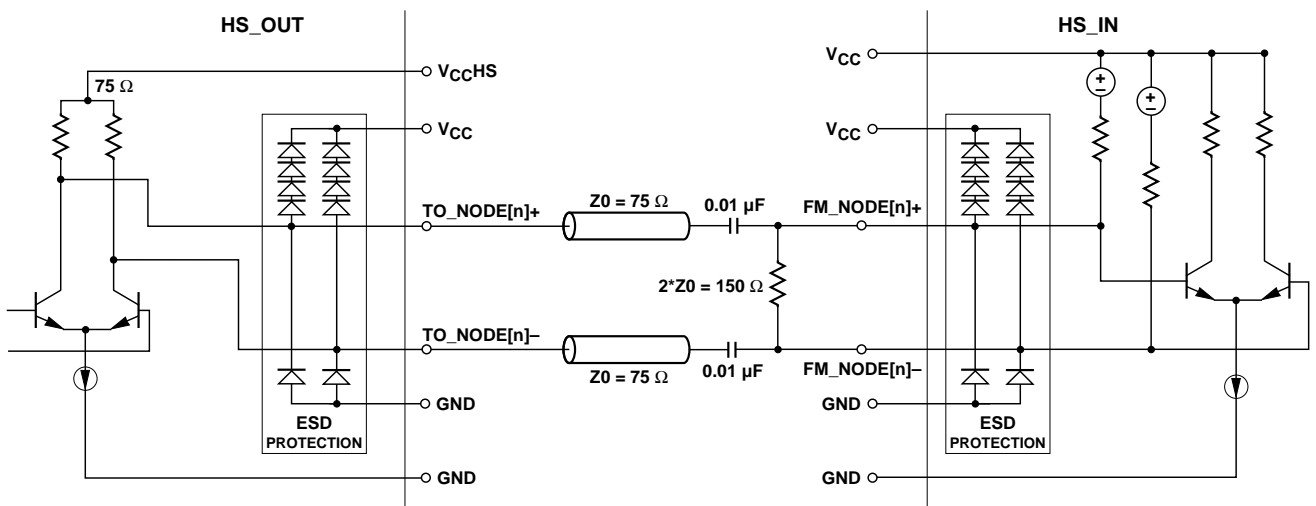 HS_OUT
HS_IN
VCCHS
VCC
75 Ω
VCC
VCC
TO_NODE[n]+
Z0 = 75 Ω
0.01 µF
FM_NODE[n]+
2*Z0 = 150 Ω
TO_NODE[n]–
Z0 = 75 Ω
0.01 µF
FM_NODE[n]–
GND
GND
ESD
PROTECTION
ESD
PROTECTION
GND
GND